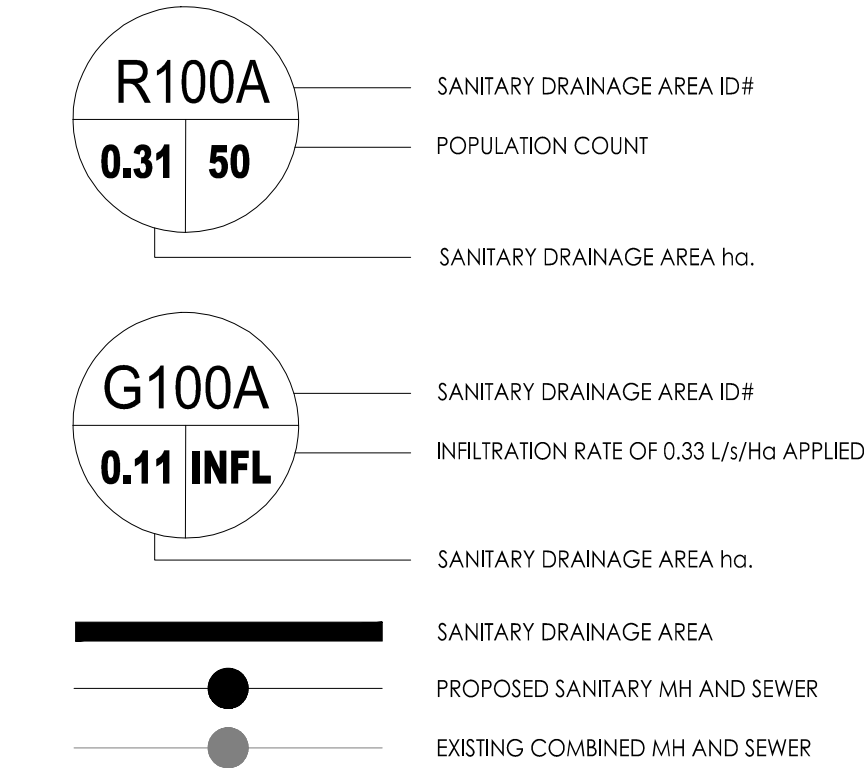 R100A
SANITARY DRAINAGE AREA ID#
0.31 50
POPULATION COUNT
SANITARY DRAINAGE AREA ha.
G100A
SANITARY DRAINAGE AREA ID#
0.11 INFL
INFILTRATION RATE OF 0.33 L/s/Ha APPLIED
SANITARY DRAINAGE AREA ha.
SANITARY DRAINAGE AREA
PROPOSED SANITARY MH AND SEWER
EXISTING COMBINED MH AND SEWER